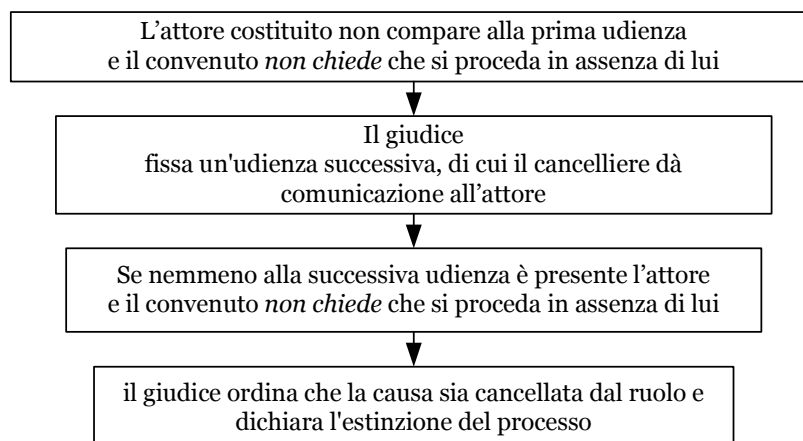 L’attore costituito non compare alla prima udienza
e il convenuto non chiede che si proceda in assenza di lui
Il giudice
fissa un'udienza successiva, di cui il cancelliere dà
comunicazione all’attore
Se nemmeno alla successiva udienza è presente l’attore
e il convenuto non chiede che si proceda in assenza di lui
il giudice ordina che la causa sia cancellata dal ruolo e
dichiara l'estinzione del processo